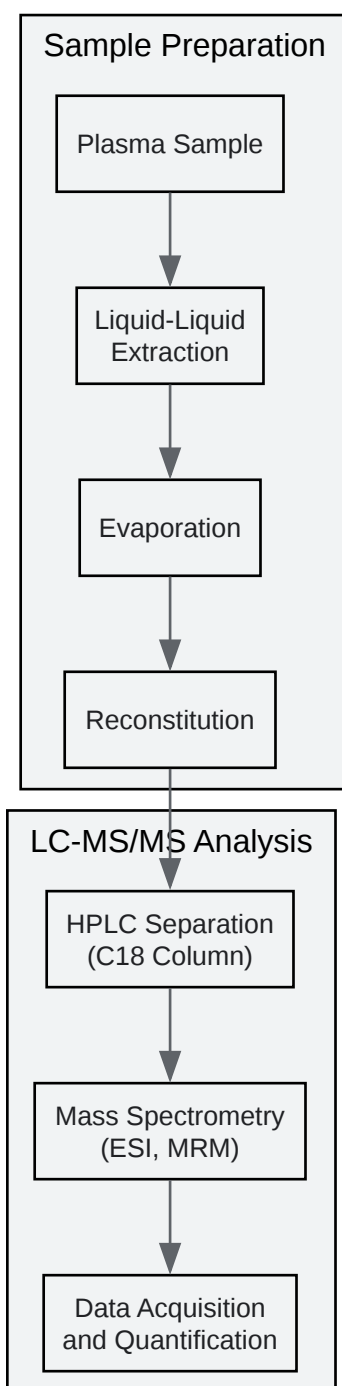 Sample Preparation
Plasma Sample
Liquid-Liquid
Extraction
Evaporation
Reconstitution
LC-MS/MS Analysis
HPLC Separation
(C18 Column)
Mass Spectrometry
(ESI, MRM)
Data Acquisition
and Quantification